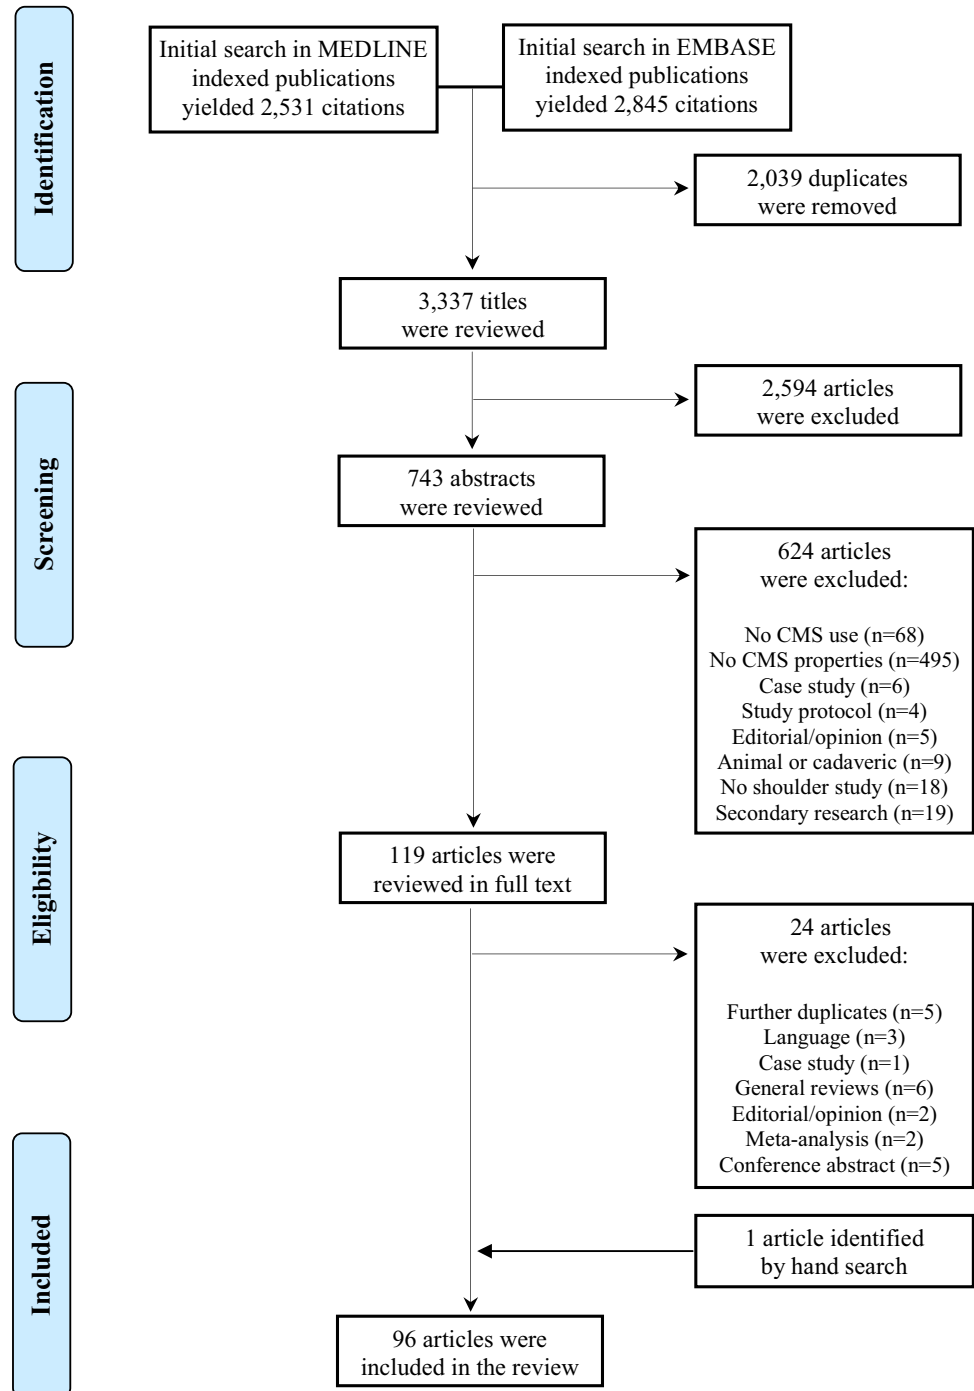 Identification
Initial search in MEDLINE
indexed publications
yielded 2,531 citations
Initial search in EMBASE
indexed publications
yielded 2,845 citations
2,039 duplicates
were removed
3,337 titles
were reviewed
Screening
2,594 articles
were excluded
743 abstracts
were reviewed
624 articles
were excluded:
No CMS use (n=68)
No CMS properties (n=495)
Case study (n=6)
Study protocol (n=4)
Editorial/opinion (n=5)
Animal or cadaveric (n=9)
No shoulder study (n=18)
Secondary research (n=19)
Eligibility
119 articles were
reviewed in full text
24 articles
were excluded:
Further duplicates (n=5)
Language (n=3)
Case study (n=1)
General reviews (n=6)
Editorial/opinion (n=2)
Meta-analysis (n=2)
Conference abstract (n=5)
Included
1 article identified
by hand search
96 articles were
included in the review